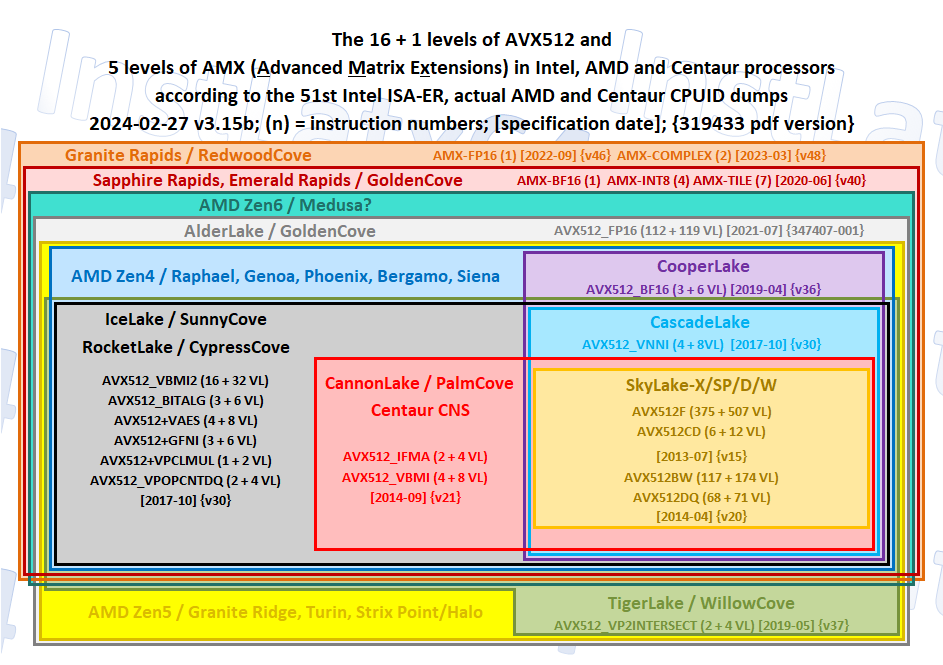 The 16 + 1 levels of AVX512 and
5 levels of AMX (Advanced Matrix Extensions) in Intel, AMD and Centaur processors
according to the 51st Intel ISA-ER, actual AMD and Centaur CPUID dumps
2024-02-27 v3.15b; (n) = instruction numbers; [specification date]; {319433 pdf version}
Granite Rapids / RedwoodCove AMX-FP16 (1) [2022-09] {v46} AMX-COMPLEX (2) [2023-03] {v48}
Sapphire Rapids, Emerald Rapids / GoldenCove AMX-BF16 (1) AMX-INT8 (4) AMX-TILE (7) [2020-06] {v40}
AMD Zen6 / Medusa?
AlderLake / GoldenCove AVX512_FP16 (112 + 119 VL) [2021-07] {347407-001}
AMD Zen4 / Raphael, Genoa, Phoenix, Bergamo, Siena
CooperLake
AVX512_BF16 (3 + 6 VL) [2019-04] {v36}
IceLake / SunnyCove
RocketLake / CypressCove
AVX512_VBMI2 (16 + 32 VL)
AVX512_BITALG (3 + 6 VL)
AVX512+VAES (4 + 8 VL)
AVX512+GFNI (3 + 6 VL)
AVX512+VPCLMUL (1 + 2 VL)
AVX512_VPOPCNTDQ (2 + 4 VL)
[2017-10] {v30}
CascadeLake
AVX512_VNNI (4 + 8VL) [2017-10] {v30}
CannonLake / PalmCove
Centaur CNS
AVX512_IFMA (2 + 4 VL)
AVX512_VBMI (4 + 8 VL)
[2014-09] {v21}
SkyLake-X/SP/D/W
AVX512F (375 + 507 VL)
AVX512CD (6 + 12 VL)
[2013-07] {v15}
AVX512BW (117 + 174 VL)
AVX512DQ (68 + 71 VL)
[2014-04] {v20}
AMD Zen5 / Granite Ridge, Turin, Strix Point/Halo
TigerLake / WillowCove
AVX512_VP2INTERSECT (2 + 4 VL) [2019-05] {v37}